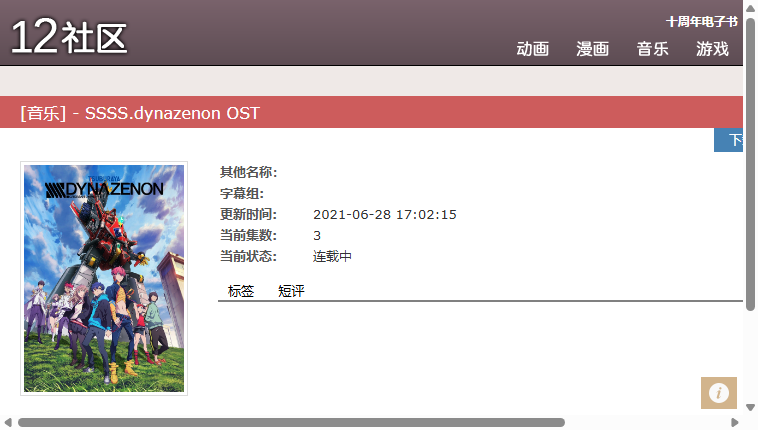 12社区
十周年电子书
动画 漫画 音乐 游戏
[音乐] - SSSS.dynazenon OST
TSUBURAYA
DYNAZENON
其他名称:
字幕组:
更新时间: 2021-06-28 17:02:15
当前集数: 3
当前状态: 连载中
标签 短评